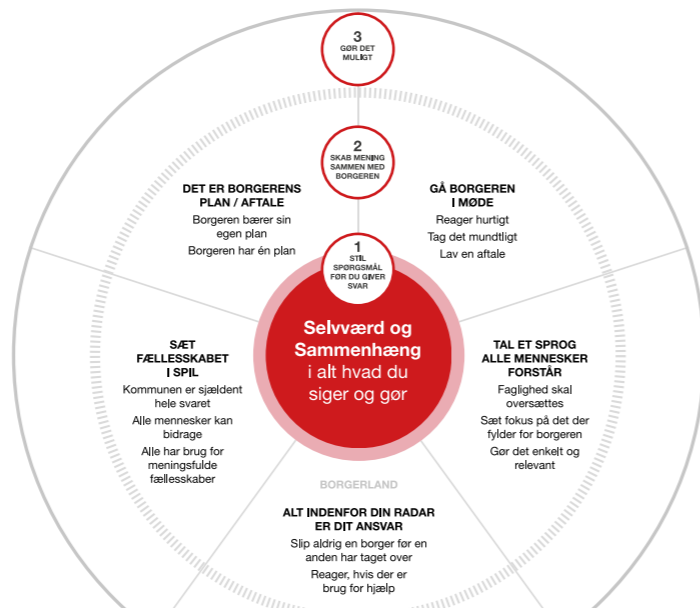 3
GØR DET
MULIGT
2
SKAB MENING
SAMMEN MED
BORGEREN
1
STIL
SPØRGSMÅL
FØR DU GIVER
SVAR
DET ER BORGERENS
PLAN / AFTALE
Borgeren bærer sin
egen plan
Borgeren har én plan
GÅ BORGEREN
I MØDE
Reager hurtigt
Tag det mundtligt
Lav en aftale
Selvværd og
Sammenhæng
i alt hvad du
siger og gør
SÆT
FÆLLESSKABET
I SPIL
Kommunen er sjældent
hele svaret
Alle mennesker kan
bidrage
Alle har brug for
meningsfulde
fællesskaber
TAL ET SPROG
ALLE MENNESKER
FORSTÅR
Faglighed skal
oversættes
Sæt fokus på det der
fylder for borgeren
Gør det enkelt og
relevant
BORGERLAND
ALT INDENFOR DIN RADAR
ER DIT ANSVAR
Slip aldrig en borger før en
anden har taget over
Reager, hvis der er
brug for hjælp